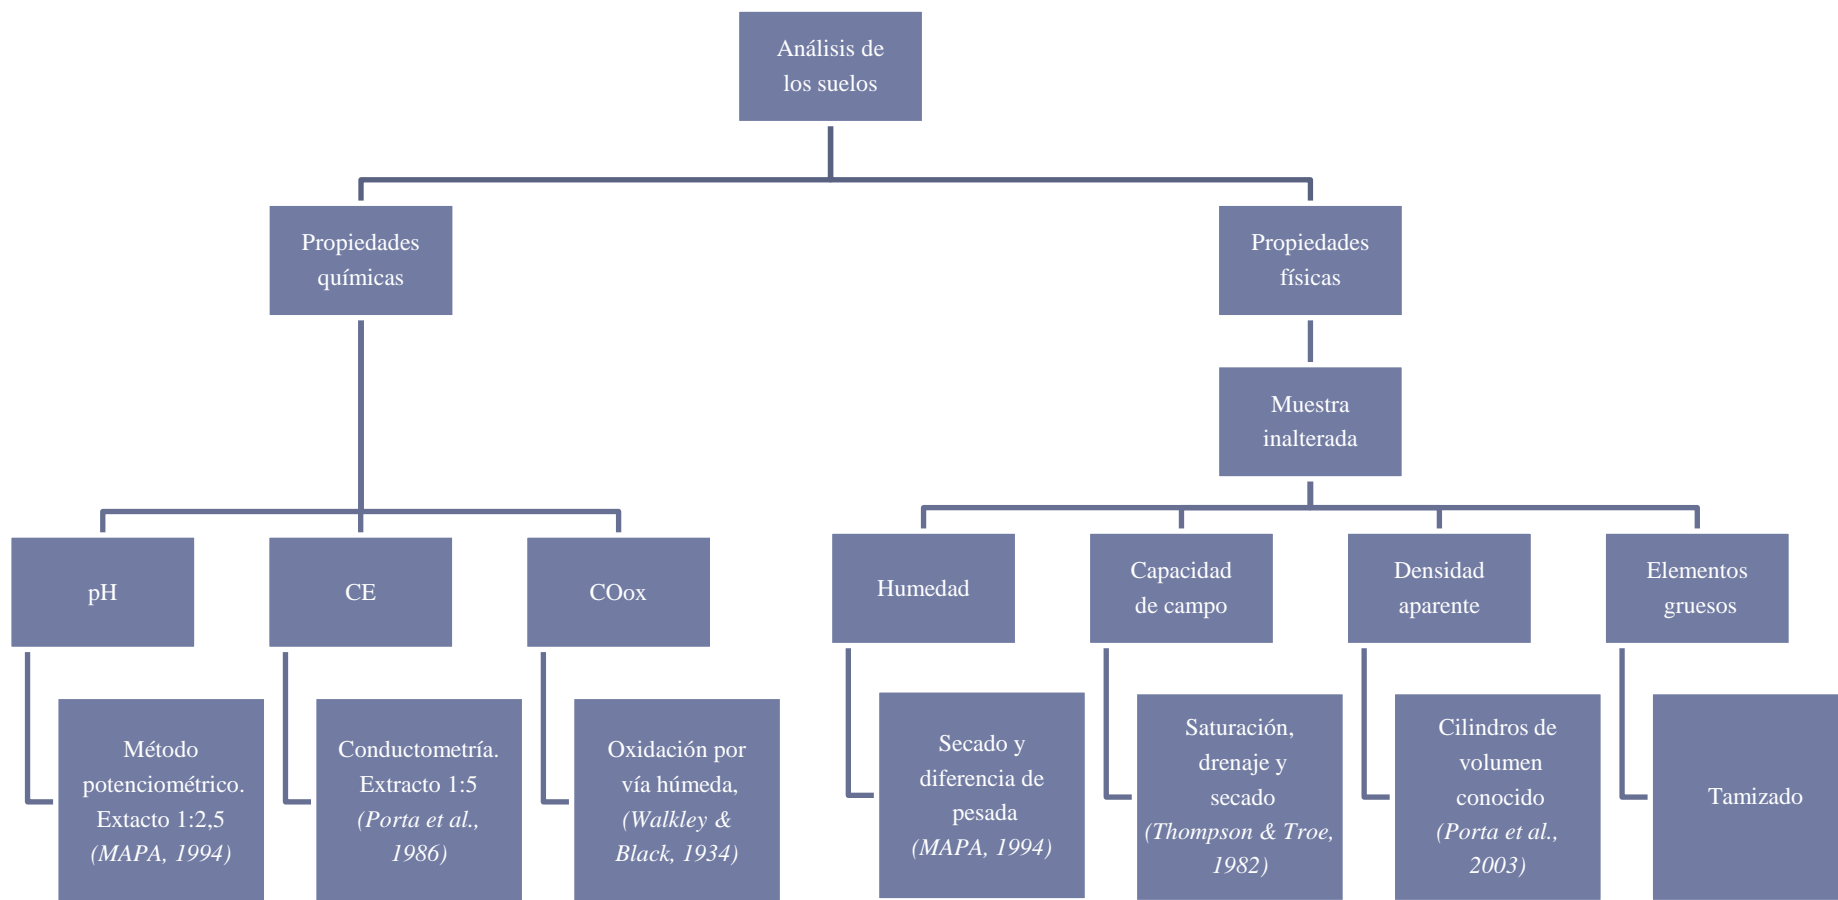 Análisis de
los suelos
Propiedades
químicas
Propiedades
físicas
Muestra
inalterada
pH
CE
COox
Humedad
Capacidad
de campo
Densidad
aparente
Elementos
gruesos
Método
potenciométrico.
Extacto 1:2,5
(MAPA, 1994)
Conductometría.
Extracto 1:5
(Porta et al.,
1986)
Oxidación por
vía húmeda,
(Walkley &
Black, 1934)
Secado y
diferencia de
pesada
(MAPA, 1994)
Saturación,
drenaje y
secado
(Thompson & Troe,
1982)
Cilindros de
volumen
conocido
(Porta et al.,
2003)
Tamizado